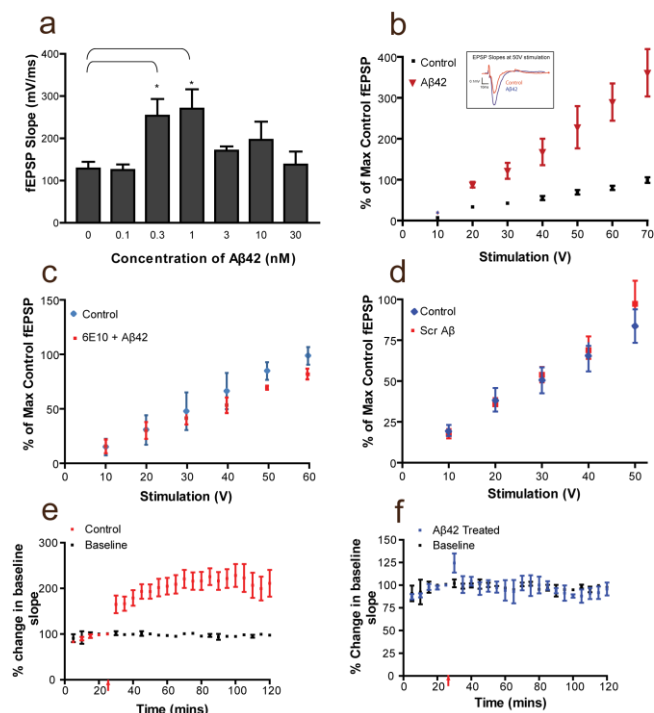 a
fEPSP Slope (mV/ms)
400
300
200
100
0
* *
0 0.1 0.3 1 3 10 30
Concentration of Aβ42 (nM)
b
Control
Aβ42
EPSP Slopes at 50V stimulation
Control
Aβ42
% of Max Control fEPSP
400
300
200
100
0
*
0 10 20 30 40 50 60 70
Stimulation (V)
c
Control
6E10 + Aβ42
% of Max Control fEPSP
150
100
50
0
0 10 20 30 40 50 60
Stimulation (V)
d
Control
Scr Aβ
% of Max Control fEPSP
100
75
50
25
0
0 10 20 30 40 50
Stimulation (V)
e
Control
Baseline
% change in baseline
slope
300
200
100
0
0 20 40 60 80 100 120
Time (mins)
f
Aβ42 Treated
Baseline
% Change in baseline
slope
150
125
100
75
50
25
0
0 20 40 60 80 100 120
Time (mins)